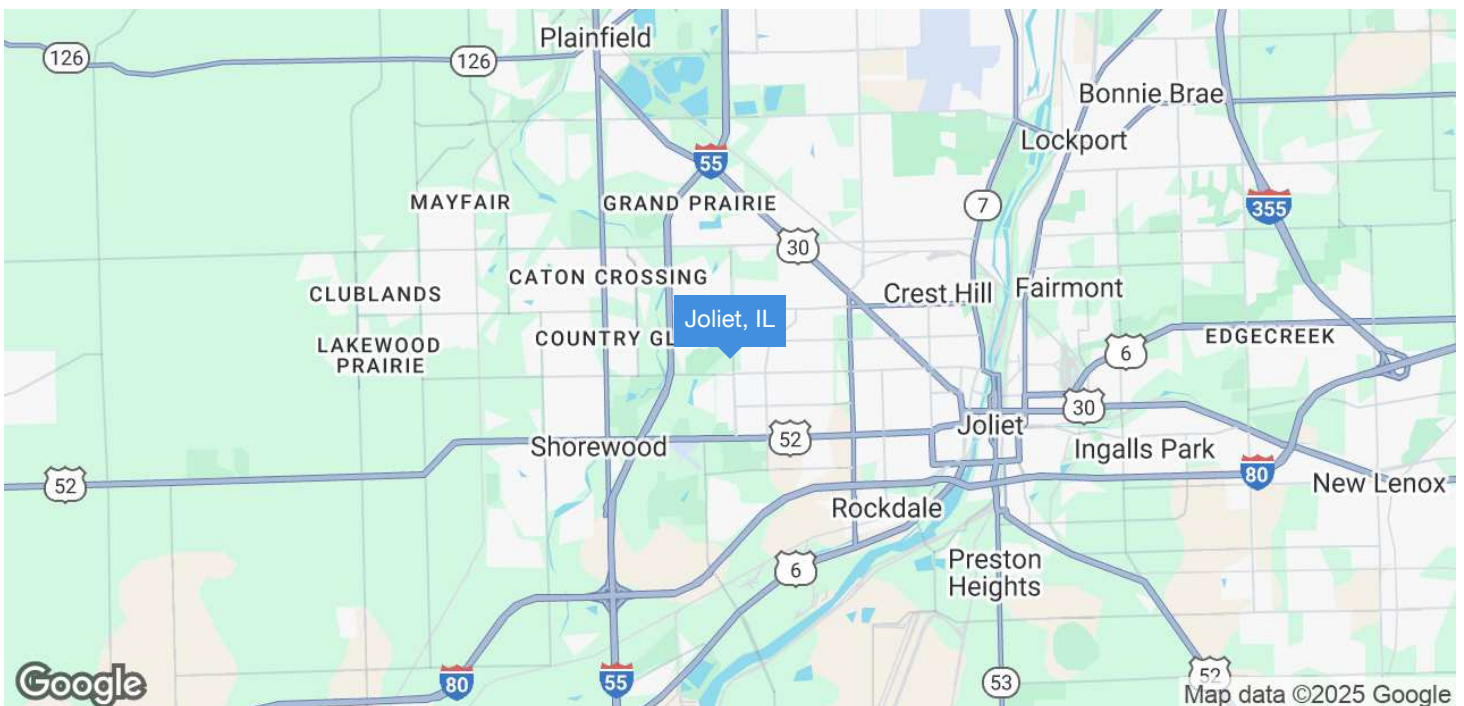 Plainfield
126
126
Bonnie Brae
Lockport
55
MAYFAIR
GRAND PRAIRIE
7
355
30
CATON CROSSING
CLUBLANDS
Crest Hill
Fairmont
Joliet, IL
COUNTRY GL
LAKEWOOD
PRAIRIE
6
EDGECREEK
30
Joliet
52
Shorewood
Ingalls Park
80
52
New Lenox
Rockdale
6
Preston
Heights
Google
80
55
53
52
Map data ©2025 Google